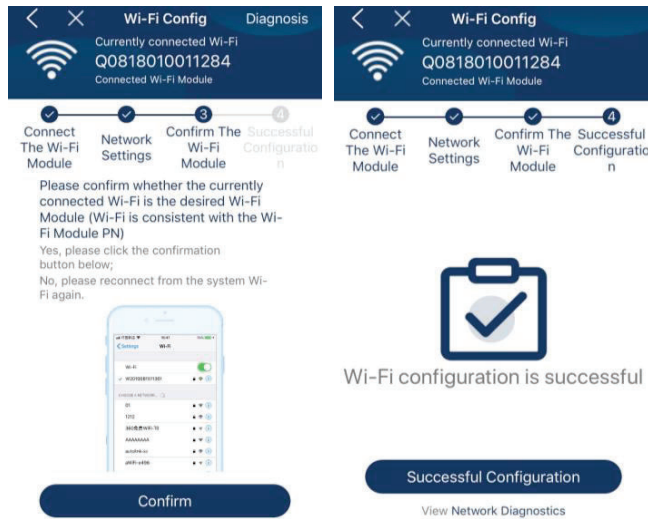 Wi-Fi Config
Diagnosis
Currently connected Wi-Fi
Q0818010011284
Connected Wi-Fi Module
3
4
Connect
The Wi-Fi
Module
Network
Settings
Confirm The
Wi-Fi
Module
Successful
Configuratio
n
Please confirm whether the currently
connected Wi-Fi is the desired Wi-Fi
Module (Wi-Fi is consistent with the Wi-
Fi Module PN)
Yes, please click the confirmation
button below;
No, please reconnect from the system Wi-
Fi again.
Settings
Wi-Fi
Wi-Fi
CHOOSE A NETWORK...
01
1212
AAAAAAAA
Confirm
Wi-Fi Config
Currently connected Wi-Fi
Q0818010011284
Connected Wi-Fi Module
4
Connect
The Wi-Fi
Module
Network
Settings
Confirm The
Wi-Fi
Module
Successful
Configuratio
n
Wi-Fi configuration is successful
Successful Configuration
View Network Diagnostics